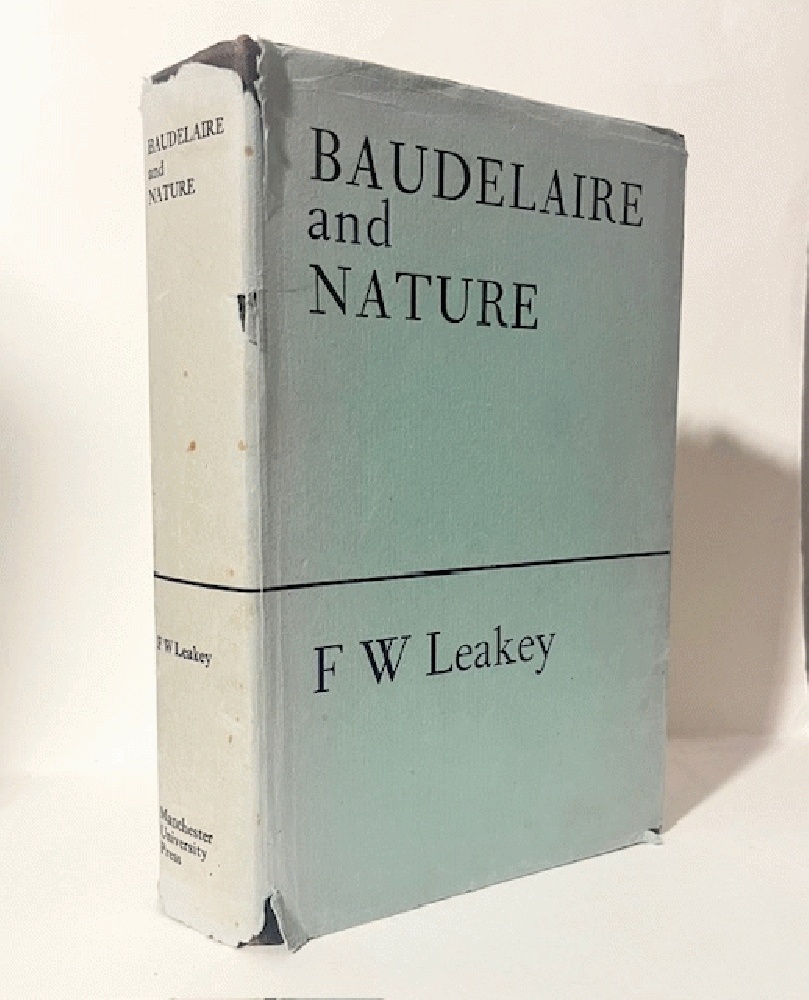 BAUDELAIRE
and
NATURE
F W Leakey
Manchester
University
Press
BAUDELAIRE
and
NATURE
F W Leakey